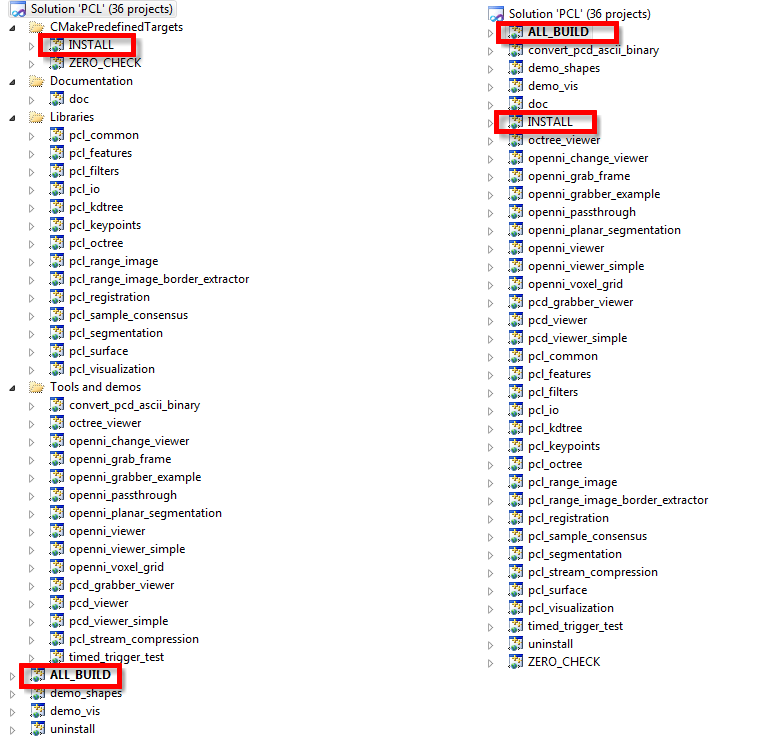 Solution 'PCL' (36 projects)
CMakePredefinedTargets
INSTALL
ZERO_CHECK
Documentation
doc
Libraries
pcl_common
pcl_features
pcl_filters
pcl_io
pcl_kdtree
pcl_keypoints
pcl_octree
pcl_range_image
pcl_range_image_border_extractor
pcl_registration
pcl_sample_consensus
pcl_segmentation
pcl_surface
pcl_visualization
Tools and demos
convert_pcd_ascii_binary
octree_viewer
openni_change_viewer
openni_grab_frame
openni_grabber_example
openni_passthrough
openni_planar_segmentation
openni_viewer
openni_viewer_simple
openni_voxel_grid
pcd_grabber_viewer
pcd_viewer
pcd_viewer_simple
pcl_stream_compression
timed_trigger_test
ALL_BUILD
demo_shapes
demo_vis
uninstall
Solution 'PCL' (36 projects)
ALL_BUILD
convert_pcd_ascii_binary
demo_shapes
demo_vis
doc
INSTALL
octree_viewer
openni_change_viewer
openni_grab_frame
openni_grabber_example
openni_passthrough
openni_planar_segmentation
openni_viewer
openni_viewer_simple
openni_voxel_grid
pcd_grabber_viewer
pcd_viewer
pcd_viewer_simple
pcl_common
pcl_features
pcl_filters
pcl_io
pcl_kdtree
pcl_keypoints
pcl_octree
pcl_range_image
pcl_range_image_border_extractor
pcl_registration
pcl_sample_consensus
pcl_segmentation
pcl_stream_compression
pcl_surface
pcl_visualization
timed_trigger_test
uninstall
ZERO_CHECK